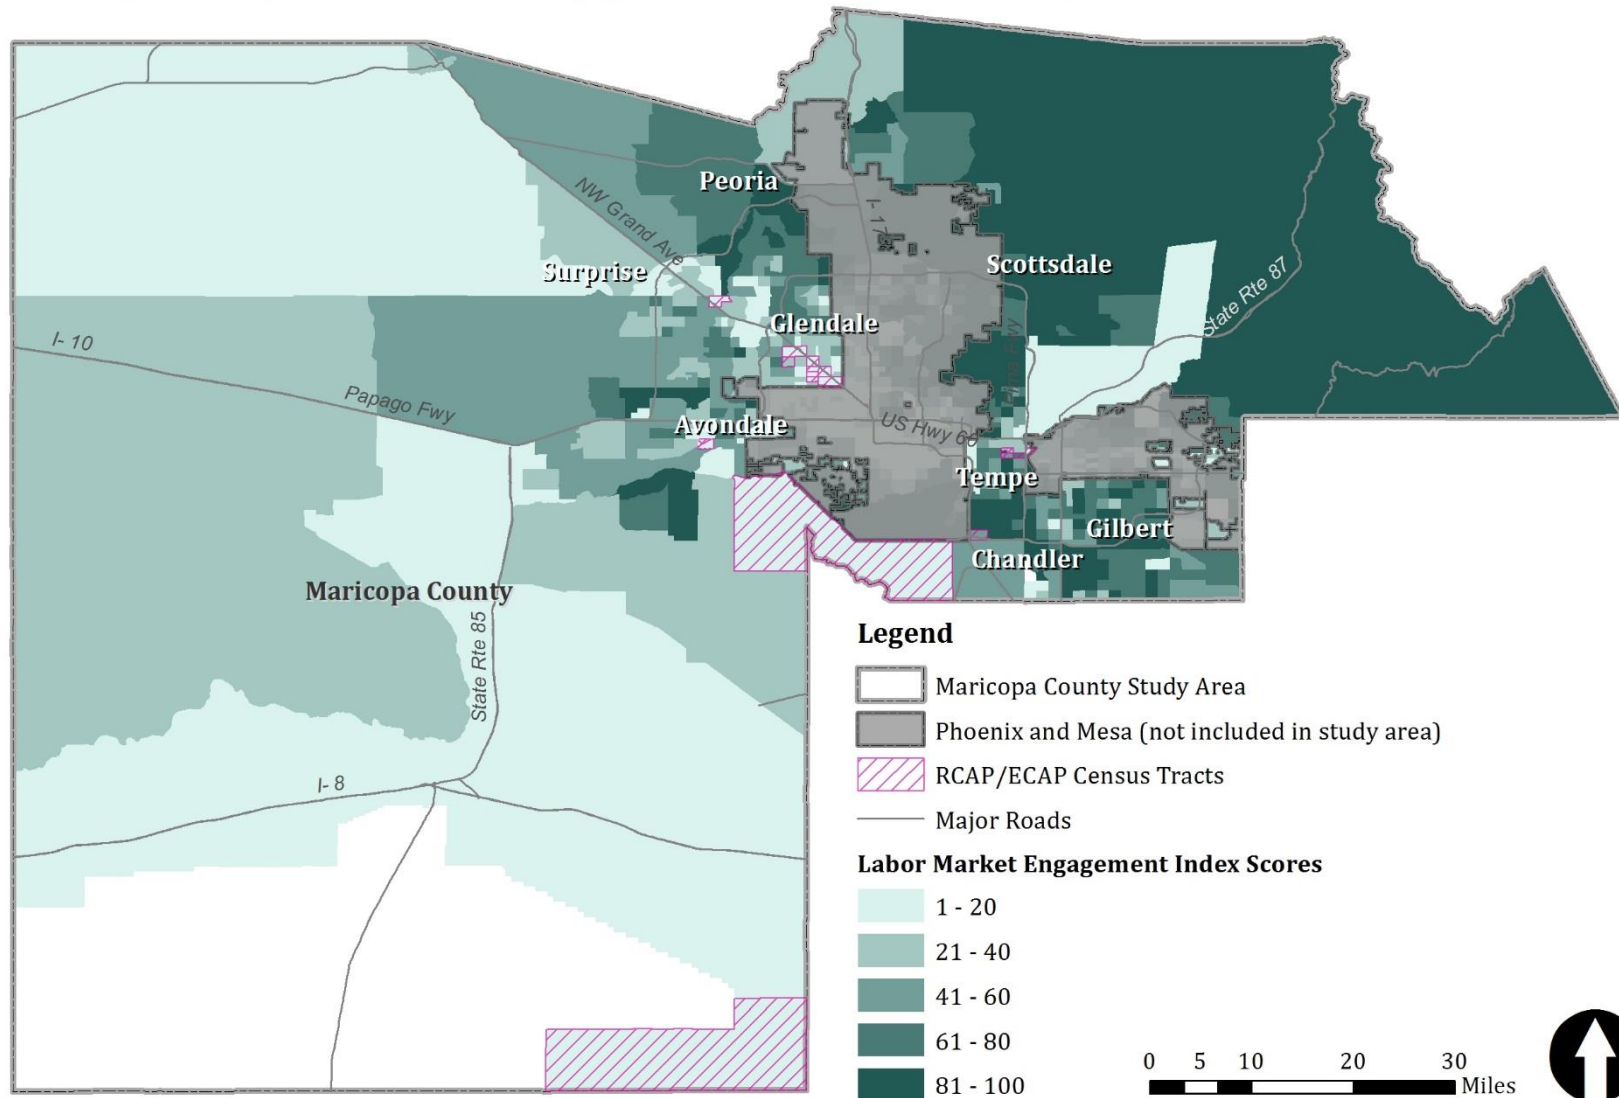 Peoria
I- 17
NW Grand Ave
Surprise
Scottsdale
State Rte 87
Glendale
Pima Fwy
I- 10
Papago Fwy
Avondale
US Hwy 60
Tempe
Gilbert
Chandler
Maricopa County
State Rte 85
I- 8
Legend
Maricopa County Study Area
Phoenix and Mesa (not included in study area)
RCAP/ECAP Census Tracts
Major Roads
Labor Market Engagement Index Scores
1 - 20
21 - 40
41 - 60
61 - 80
81 - 100
0 5 10 20 30
Miles